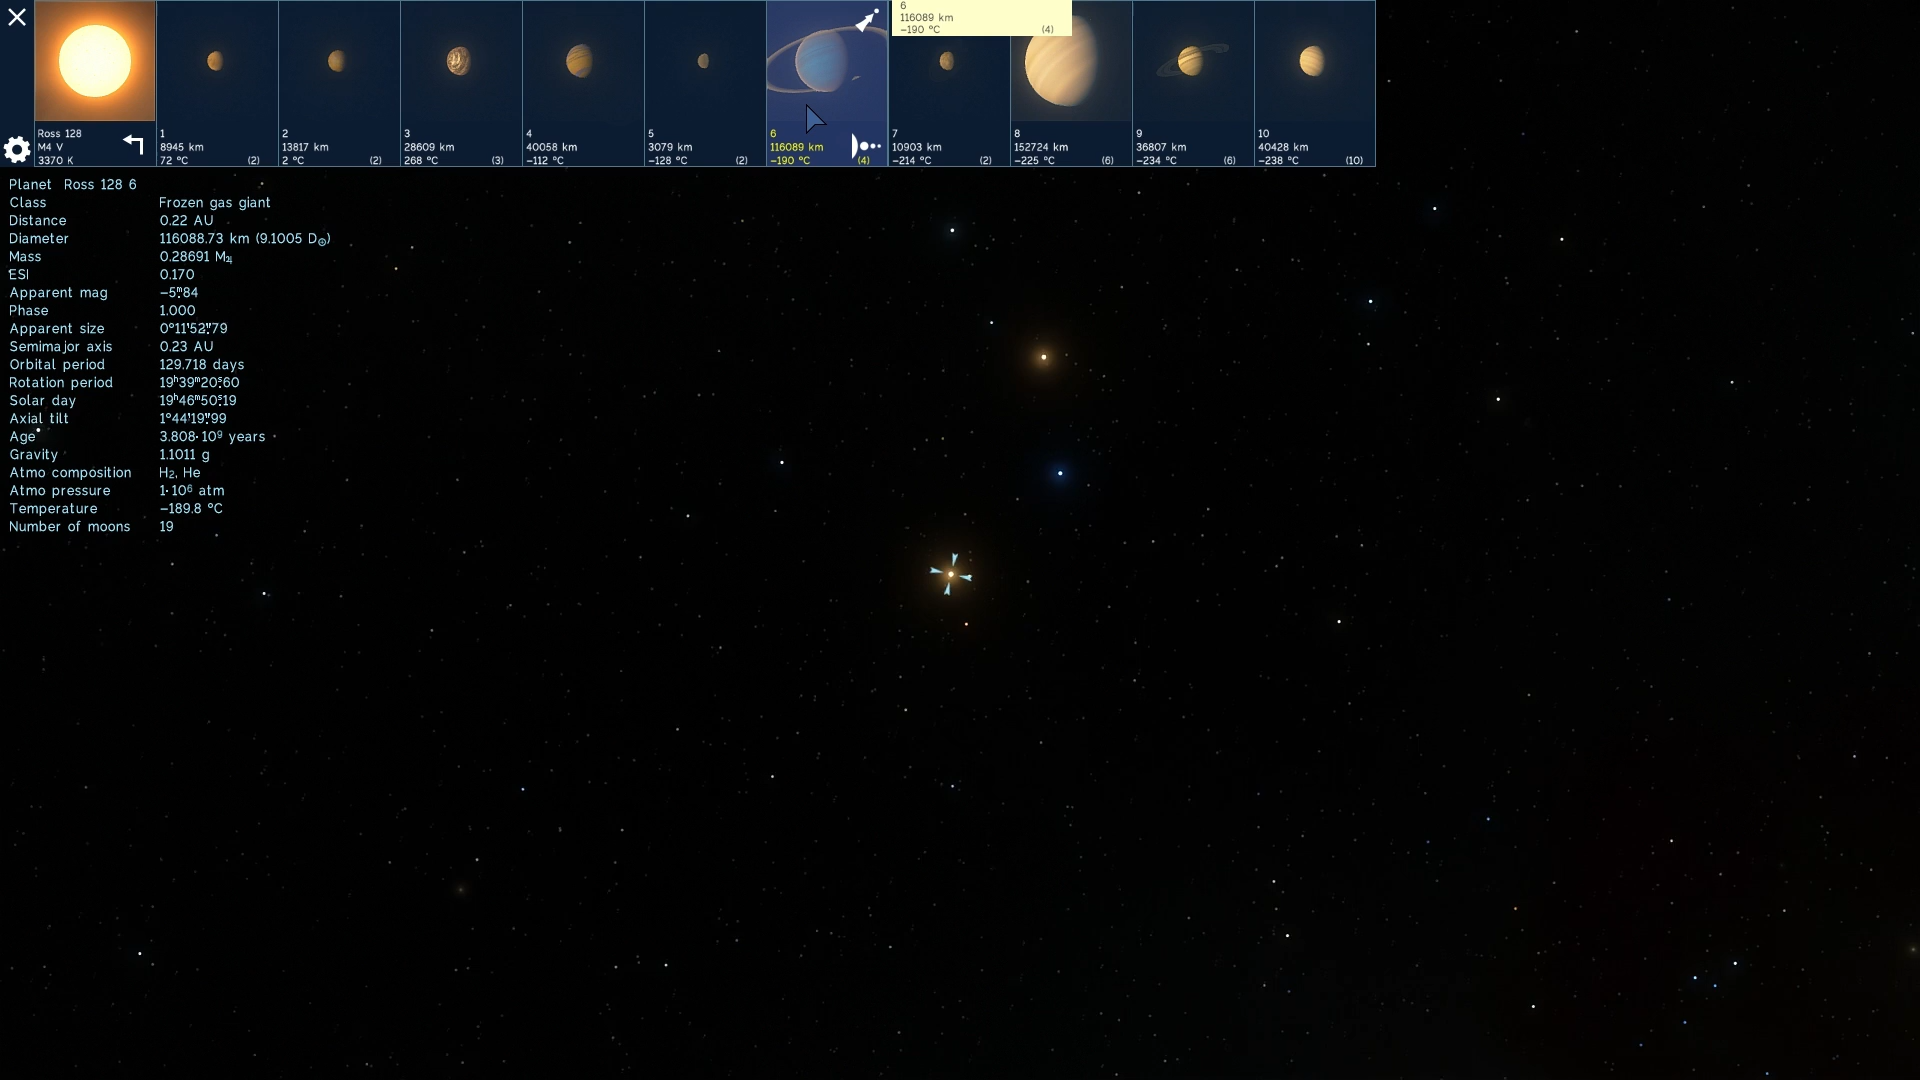 Ross 128
M4 V
3370 K
1
8945 km
72 °C (2)
2
13817 km
2 °C (2)
3
28609 km
268 °C (3)
4
40058 km
−112 °C
5
3079 km
−128 °C (2)
6
116089 km
−190 °C (4)
6
116089 km
−190 °C (4)
7
10903 km
−214 °C (2)
8
152724 km
−225 °C (6)
9
36807 km
−234 °C (6)
10
40428 km
−238 °C (10)
Planet Ross 128 6
Class Frozen gas giant
Distance 0.22 AU
Diameter 116088.73 km (9.1005 D⊙)
Mass 0.28691 M♃
ESI 0.170
Apparent mag −5ᵐ.84
Phase 1.000
Apparent size 0°11'52".79
Semimajor axis 0.23 AU
Orbital period 129.718 days
Rotation period 19ʰ39ᵐ20ˢ.60
Solar day 19ʰ46ᵐ50ˢ.19
Axial tilt 1°44'19".99
Age 3.808·10⁹ years
Gravity 1.1011 g
Atmo composition H₂, He
Atmo pressure 1·10⁶ atm
Temperature −189.8 °C
Number of moons 19